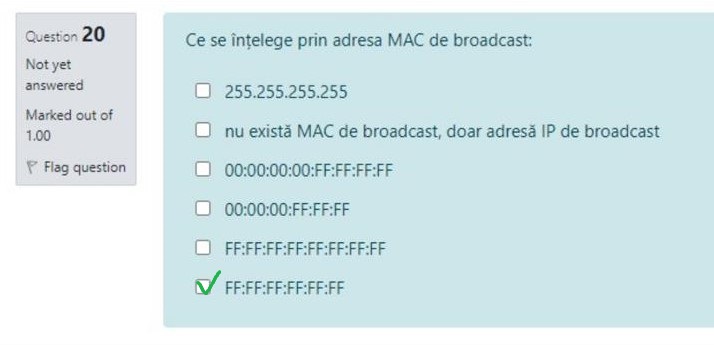 Question 20
Not yet
answered
Marked out of
1.00
Flag question
Ce se înțelege prin adresa MAC de broadcast:
255.255.255.255
nu există MAC de broadcast, doar adresă IP de broadcast
00:00:00:00:FF:FF:FF:FF
00:00:00:FF:FF:FF
FF:FF:FF:FF:FF:FF:FF:FF
FF:FF:FF:FF:FF:FF